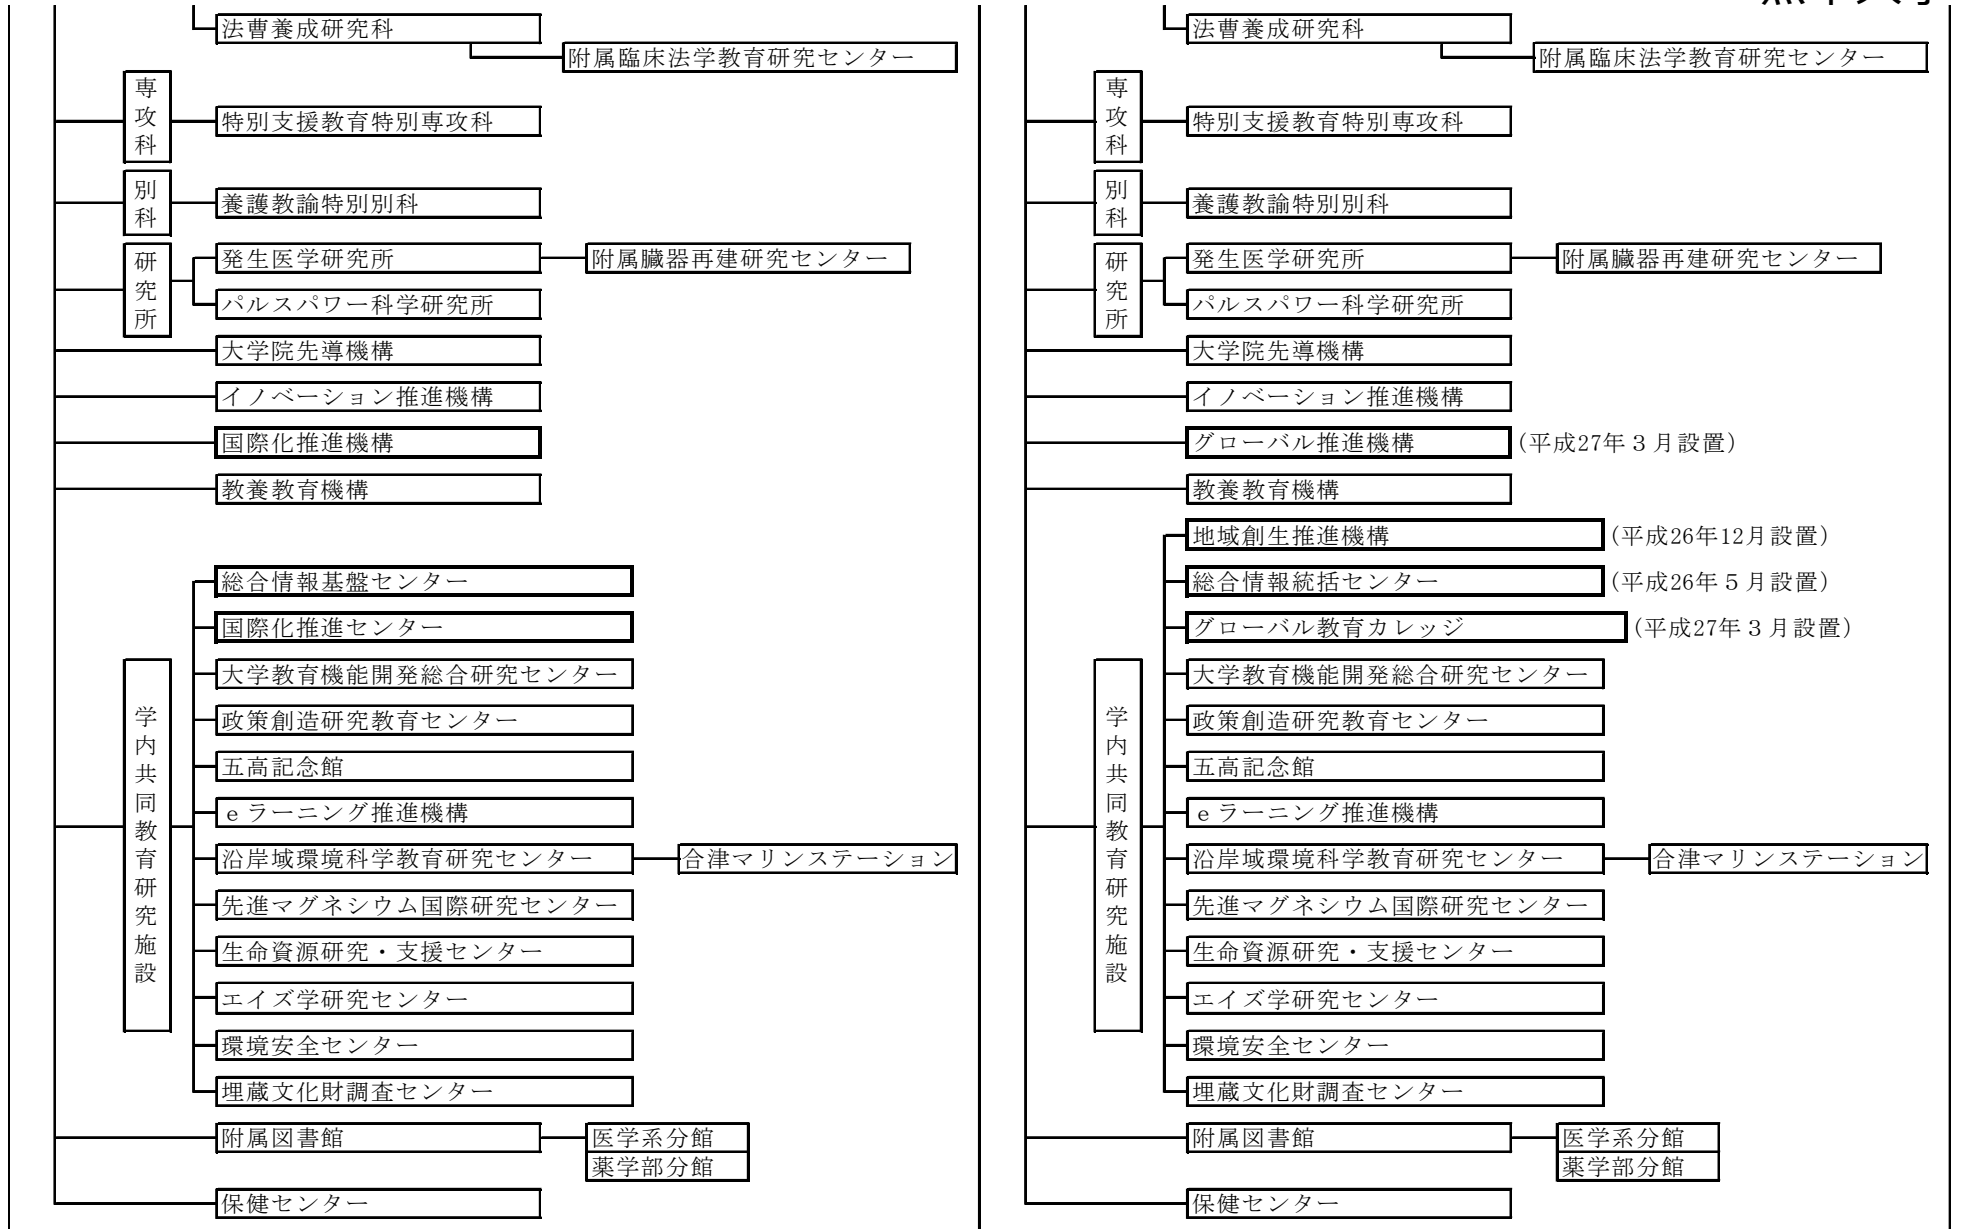 法曹養成研究科
附属臨床法学教育研究センター
専攻科
特別支援教育特別専攻科
別科
養護教諭特別別科
研究所
発生医学研究所
附属臓器再建研究センター
パルスパワー科学研究所
大学院先導機構
イノベーション推進機構
国際化推進機構
教養教育機構
総合情報基盤センター
国際化推進センター
学内共同教育研究施設
大学教育機能開発総合研究センター
政策創造研究教育センター
五高記念館
ｅラーニング推進機構
沿岸域環境科学教育研究センター
合津マリンステーション
先進マグネシウム国際研究センター
生命資源研究・支援センター
エイズ学研究センター
環境安全センター
埋蔵文化財調査センター
附属図書館
医学系分館
薬学部分館
保健センター
法曹養成研究科
附属臨床法学教育研究センター
専攻科
特別支援教育特別専攻科
別科
養護教諭特別別科
研究所
発生医学研究所
附属臓器再建研究センター
パルスパワー科学研究所
大学院先導機構
イノベーション推進機構
グローバル推進機構
(平成27年３月設置)
教養教育機構
地域創生推進機構
(平成26年12月設置)
総合情報統括センター
(平成26年５月設置)
グローバル教育カレッジ
(平成27年３月設置)
学内共同教育研究施設
大学教育機能開発総合研究センター
政策創造研究教育センター
五高記念館
ｅラーニング推進機構
沿岸域環境科学教育研究センター
合津マリンステーション
先進マグネシウム国際研究センター
生命資源研究・支援センター
エイズ学研究センター
環境安全センター
埋蔵文化財調査センター
附属図書館
医学系分館
薬学部分館
保健センター